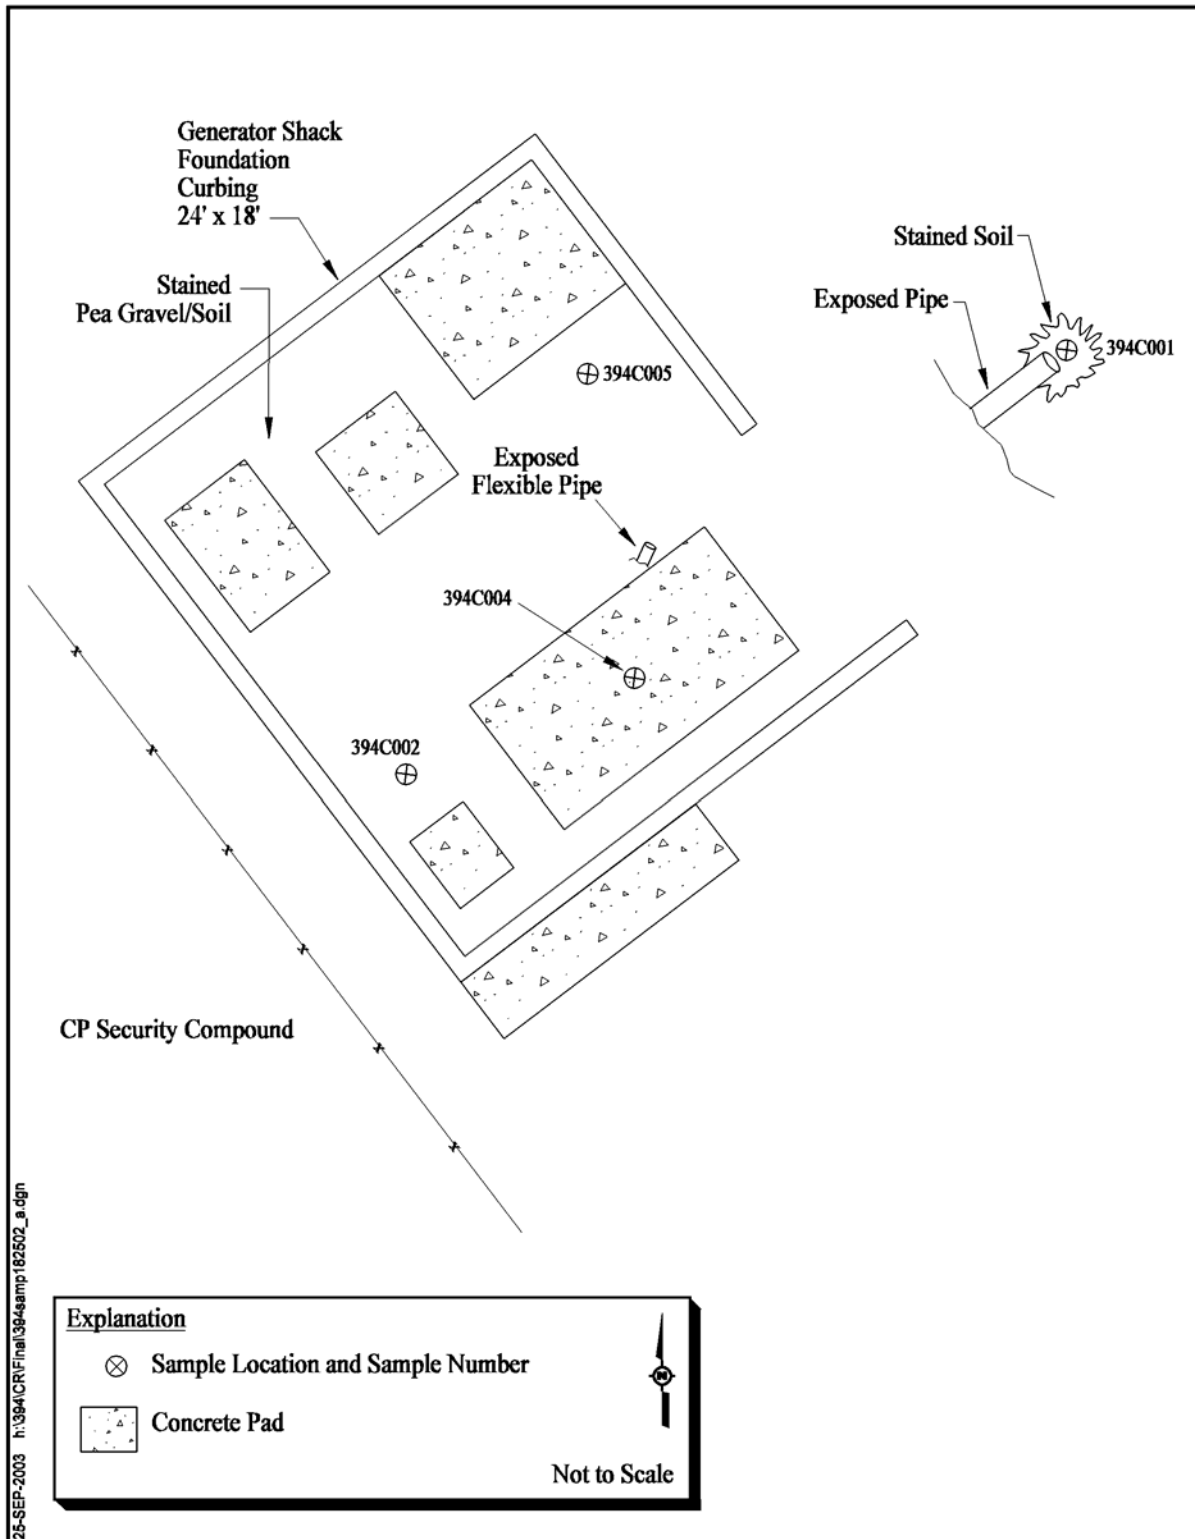 Generator Shack
Foundation
Curbing
24' x 18'
Stained
Pea Gravel/Soil
Stained Soil
Exposed Pipe
394C001
394C005
Exposed
Flexible Pipe
394C004
394C002
CP Security Compound
25-SEP-2003 h:\394\CR\Final\394samp182502_a.dgn
Explanation
Sample Location and Sample Number
Concrete Pad
N
Not to Scale